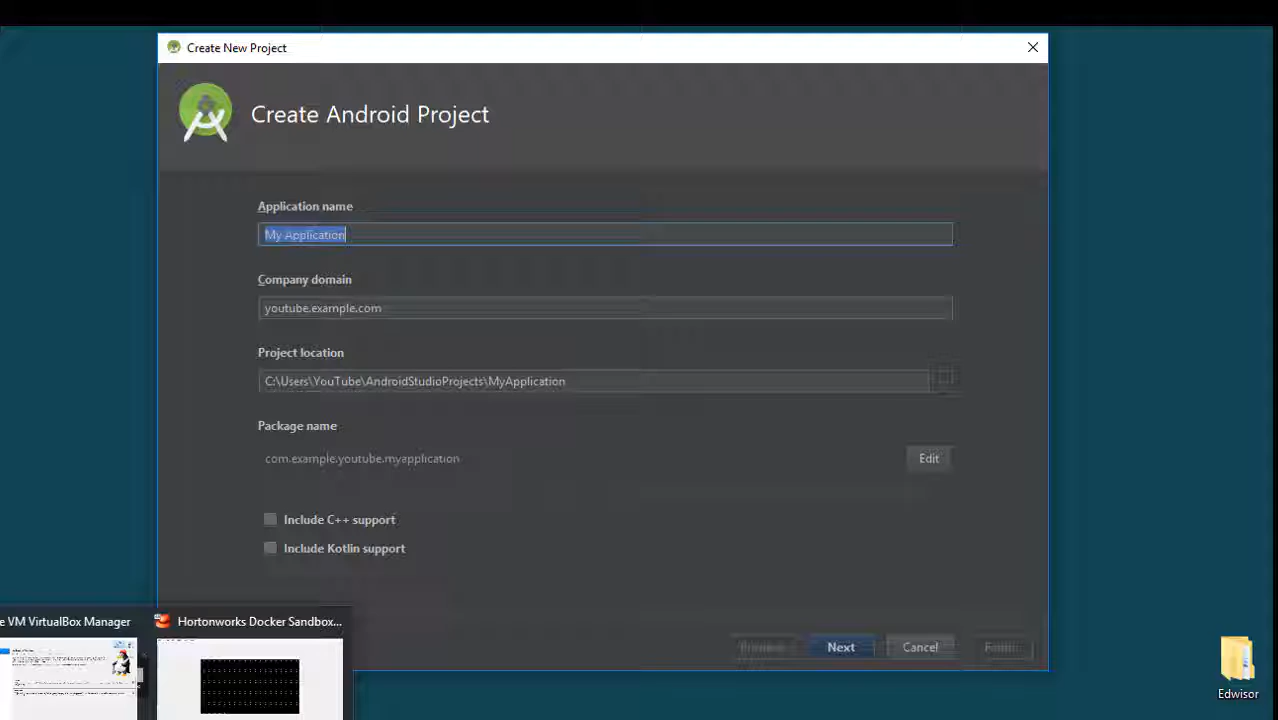 Create New Project
Create Android Project
Application name
My Application
Company domain
youtube.example.com
Project location
C:\Users\YouTube\AndroidStudioProjects\MyApplication
Package name
com.example.youtube.myapplication
Edit
Include C++ support
Include Kotlin support
e VM VirtualBox Manager
Hortonworks Docker Sandbox...
Next
Cancel
Edwisor